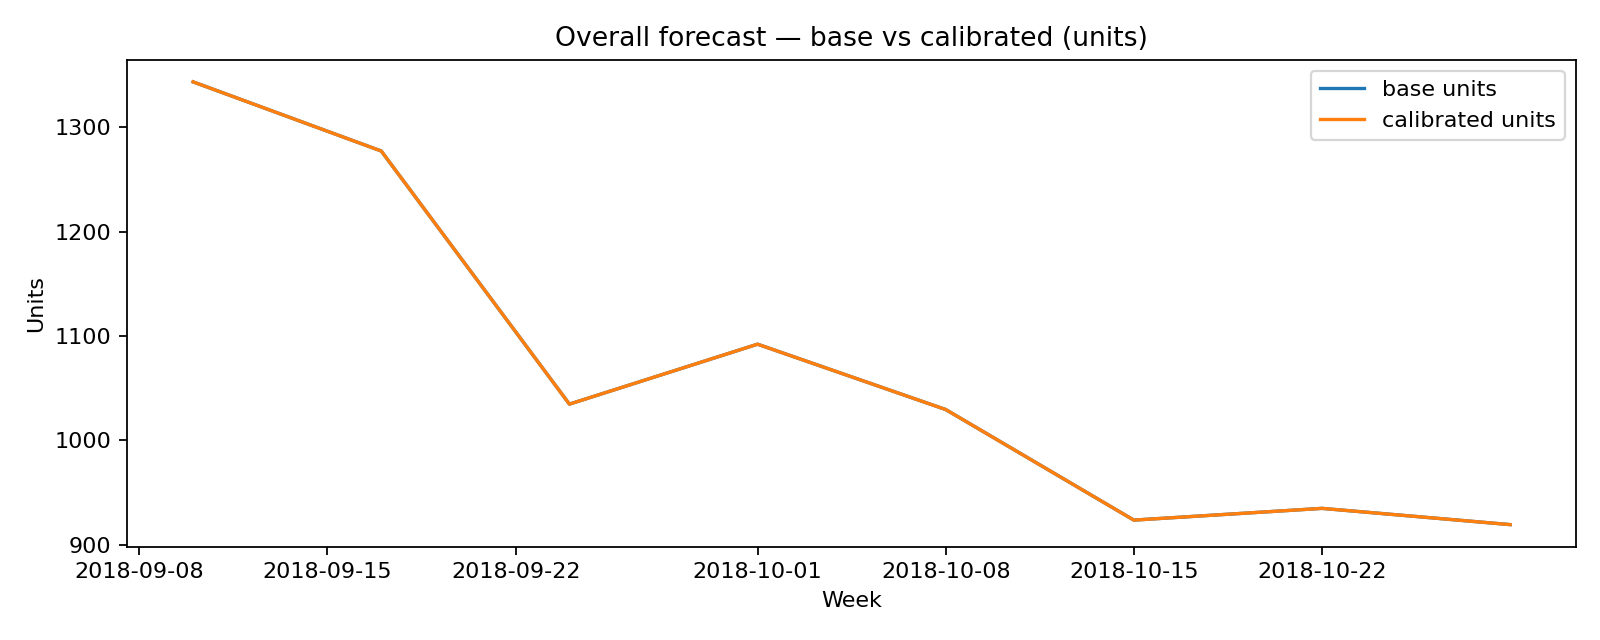 Overall forecast — base vs calibrated (units)
base units
calibrated units
Units
1300
1200
1100
1000
900
2018-09-08 2018-09-15 2018-09-22 2018-10-01 2018-10-08 2018-10-15 2018-10-22
Week